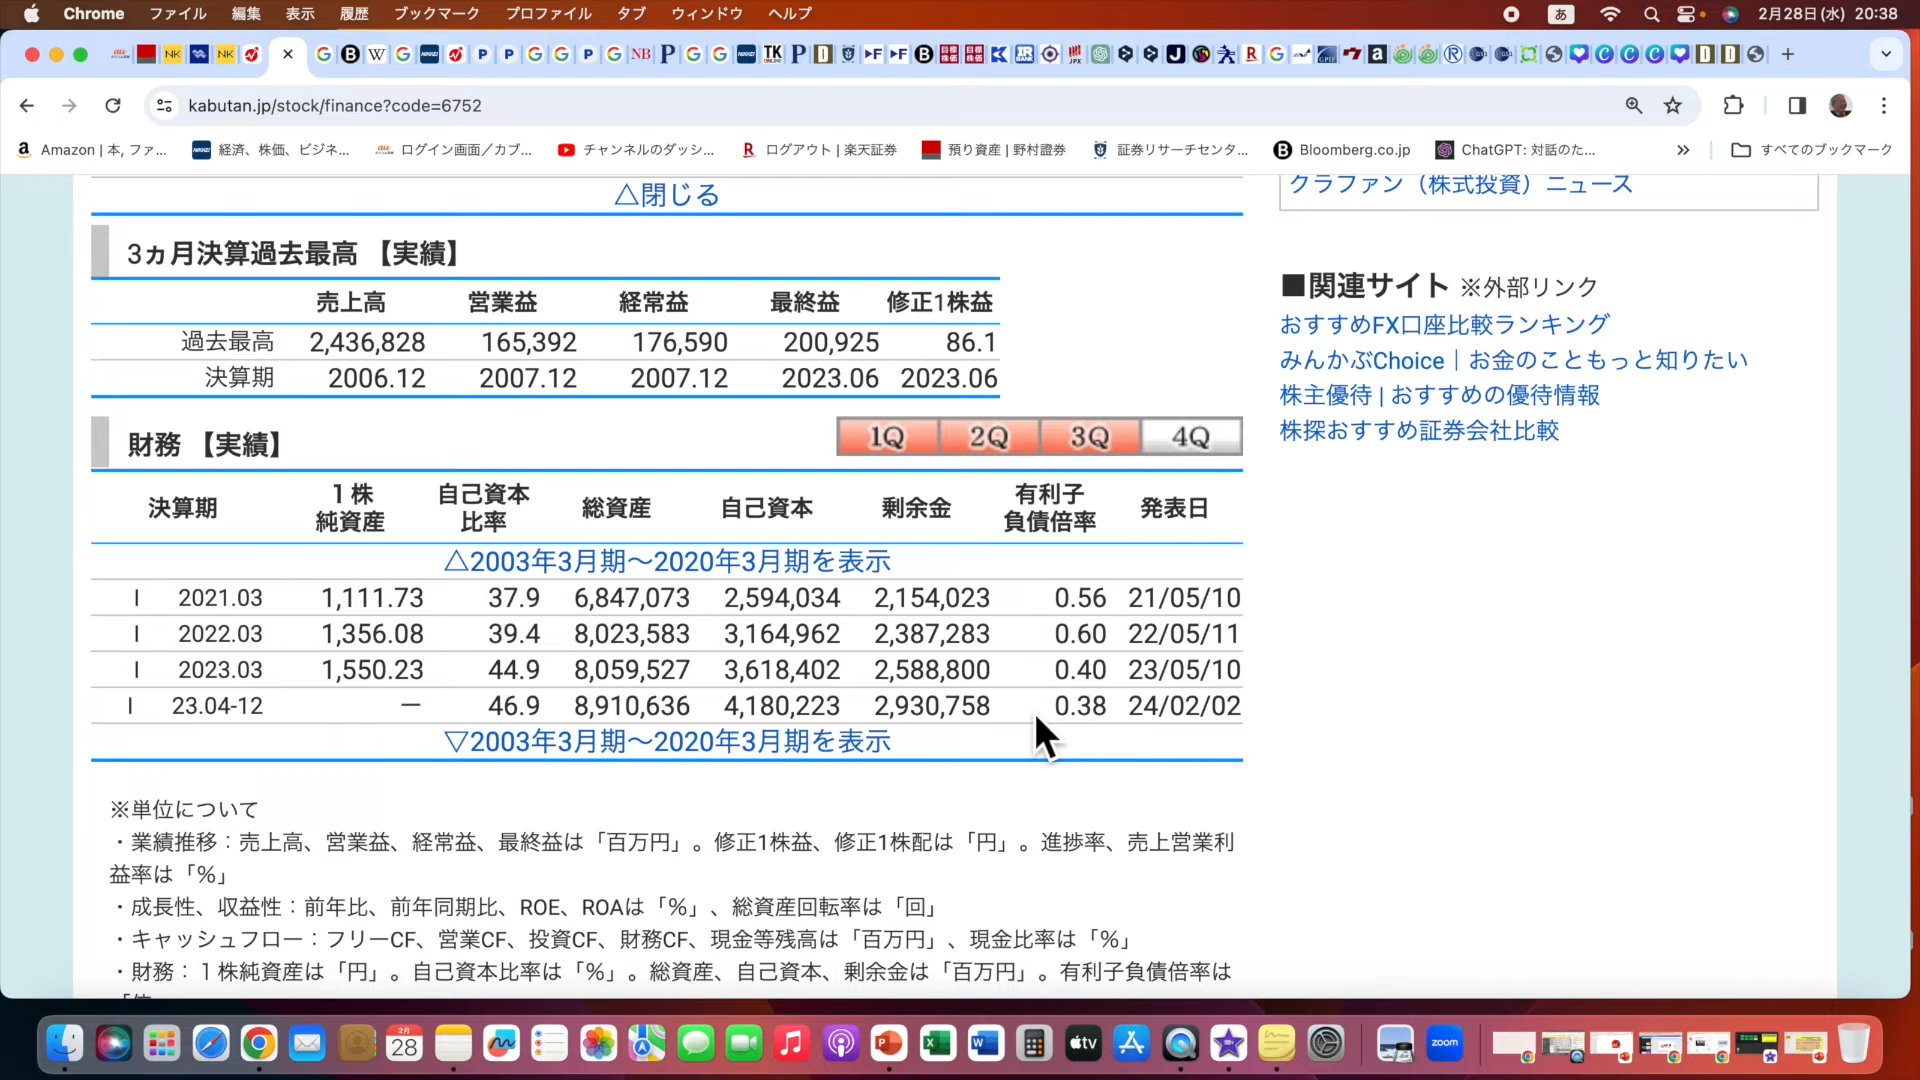 Chrome ファイル 編集 表示 履歴 ブックマーク プロファイル タブ ウィンドウ ヘルプ あ 2月28日(水) 20:38
kabutan.jp/stock/finance?code=6752
Amazon | 本, ファ... 経済、株価、ビジネ... ログイン画面／カブ... チャンネルのダッシ... ログアウト | 楽天証券 預り資産 | 野村證券 証券リサーチセンタ... Bloomberg.co.jp ChatGPT: 対話のた... » すべてのブックマーク
△閉じる
クラファン（株式投資）ニュース
3ヵ月決算過去最高 【実績】
売上高 営業益 経常益 最終益 修正1株益
過去最高 2,436,828 165,392 176,590 200,925 86.1
決算期 2006.12 2007.12 2007.12 2023.06 2023.06
■関連サイト ※外部リンク
おすすめFX口座比較ランキング
みんかぶChoice｜お金のこともっと知りたい
株主優待 | おすすめの優待情報
株探おすすめ証券会社比較
財務 【実績】 1Q 2Q 3Q 4Q
決算期 １株純資産 自己資本比率 総資産 自己資本 剰余金 有利子負債倍率 発表日
△2003年3月期～2020年3月期を表示
I 2021.03 1,111.73 37.9 6,847,073 2,594,034 2,154,023 0.56 21/05/10
I 2022.03 1,356.08 39.4 8,023,583 3,164,962 2,387,283 0.60 22/05/11
I 2023.03 1,550.23 44.9 8,059,527 3,618,402 2,588,800 0.40 23/05/10
I 23.04-12 － 46.9 8,910,636 4,180,223 2,930,758 0.38 24/02/02
▽2003年3月期～2020年3月期を表示
※単位について
・業績推移：売上高、営業益、経常益、最終益は「百万円」。修正1株益、修正1株配は「円」。進捗率、売上営業利
益率は「％」
・成長性、収益性：前年比、前年同期比、ROE、ROAは「％」、総資産回転率は「回」
・キャッシュフロー：フリーCF、営業CF、投資CF、財務CF、現金等残高は「百万円」、現金比率は「％」
・財務：１株純資産は「円」。自己資本比率は「％」。総資産、自己資本、剰余金は「百万円」。有利子負債倍率は
2月
28
tv
zoom